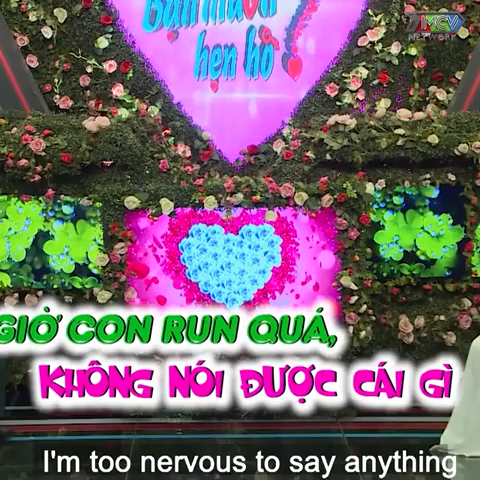 Bạn muốn
hẹn hò
MCV
NETWORK
GIỜ CON RUN QUÁ,
KHÔNG NÓI ĐƯỢC CÁI GÌ
I'm too nervous to say anything